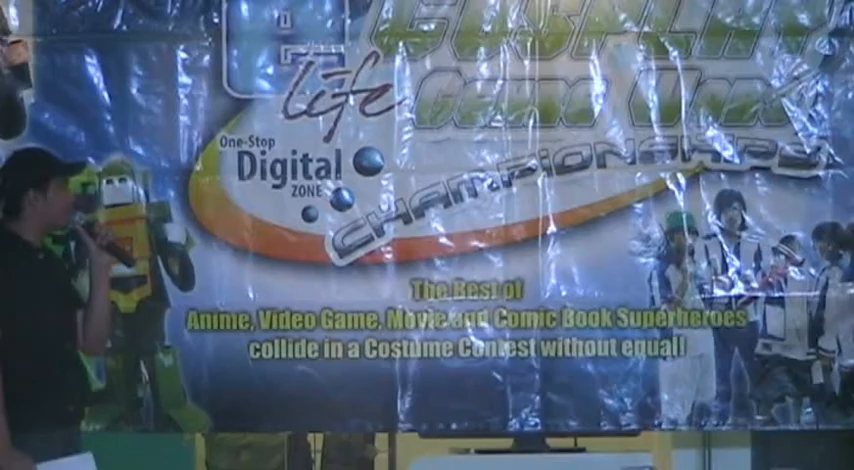 COSPLAY
life
One-Stop
Digital
ZONE
CHAMPIONSHIPS
The Best of
Anime, Video Game, Movie and Comic Book Superheroes
collide in a Costume Contest without equal!